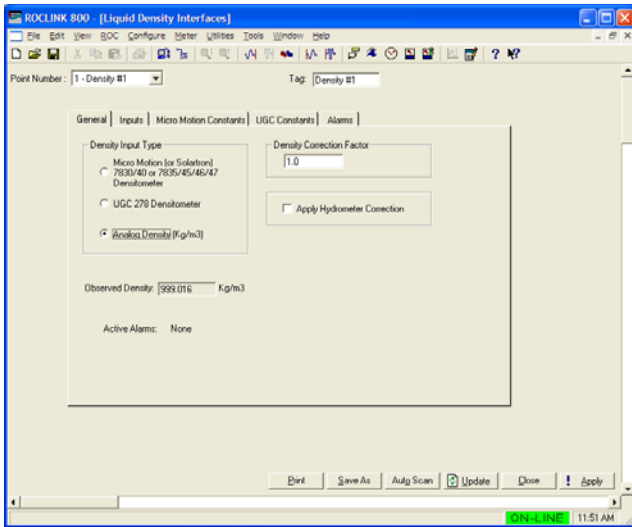 ROCLINK 800 - [Liquid Density Interfaces]
File Edit View ROC Configure Meter Utilities Tools Window Help
Point Number : 1 - Density #1 Tag: Density #1
General Inputs Micro Motion Constants UGC Constants Alarms
Density Input Type
Micro Motion (or Solartron)
7830/40 or 7835/45/46/47
Densitometer
UGC 278 Densitometer
Analog Density (Kg/m3)
Density Correction Factor
1.0
Apply Hydrometer Correction
Observed Density: 999.016 Kg/m3
Active Alarms: None
Print Save As Auto Scan Update Close ! Apply
ON-LINE 11:51 AM